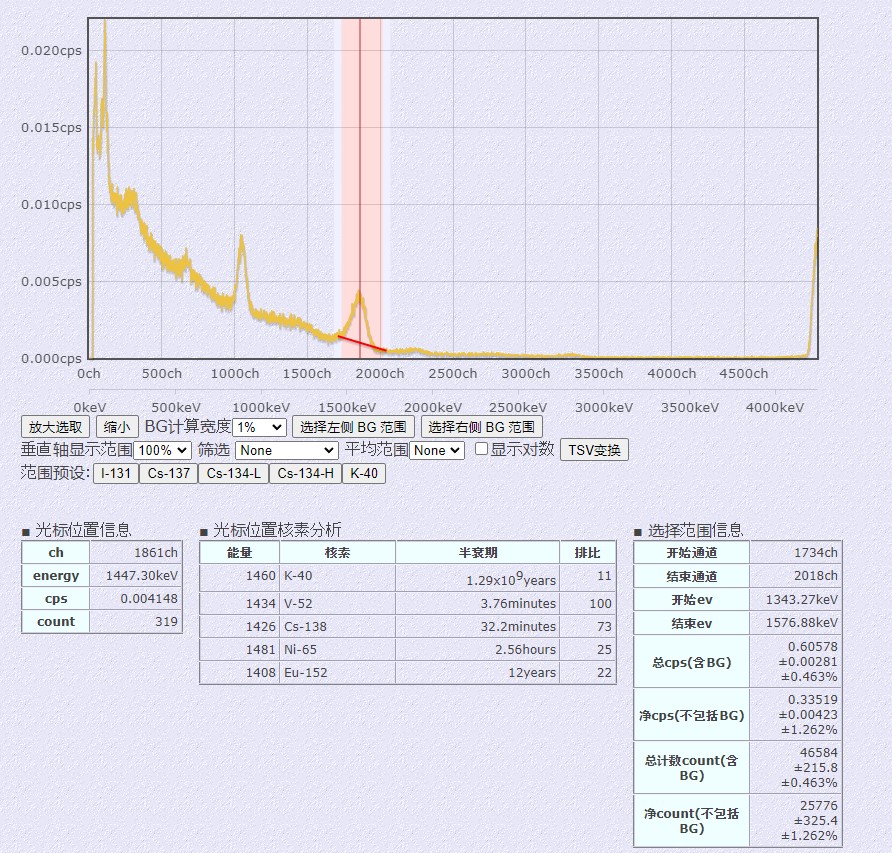 0.020cps
0.015cps
0.010cps
0.005cps
0.000cps
0ch 500ch 1000ch 1500ch 2000ch 2500ch 3000ch 3500ch 4000ch 4500ch
0keV 500keV 1000keV 1500keV 2000keV 2500keV 3000keV 3500keV 4000keV
放大选取 缩小 BG计算宽度 1% 选择左侧 BG 范围 选择右侧 BG 范围
垂直轴显示范围 100% 筛选 None 平均范围 None 显示对数 TSV变换
范围预设: I-131 Cs-137 Cs-134-L Cs-134-H K-40
■ 光标位置信息
ch 1861ch
energy 1447.30keV
cps 0.004148
count 319
■ 光标位置核素分析
能量 核素 半衰期 排比
1460 K-40 1.29x10⁹years 11
1434 V-52 3.76minutes 100
1426 Cs-138 32.2minutes 73
1481 Ni-65 2.56hours 25
1408 Eu-152 12years 22
■ 选择范围信息
开始通道 1734ch
结束通道 2018ch
开始ev 1343.27keV
结束ev 1576.88keV
总cps(含BG) 0.60578
±0.00281
±0.463%
净cps(不包括BG) 0.33519
±0.00423
±1.262%
总计数count(含
BG)
46584
±215.8
±0.463%
净count(不包括
BG)
25776
±325.4
±1.262%